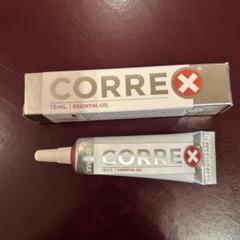 CORREX
15mL | ESSENTIAL GEL
CORREX
15mL | ESSENTIAL GEL